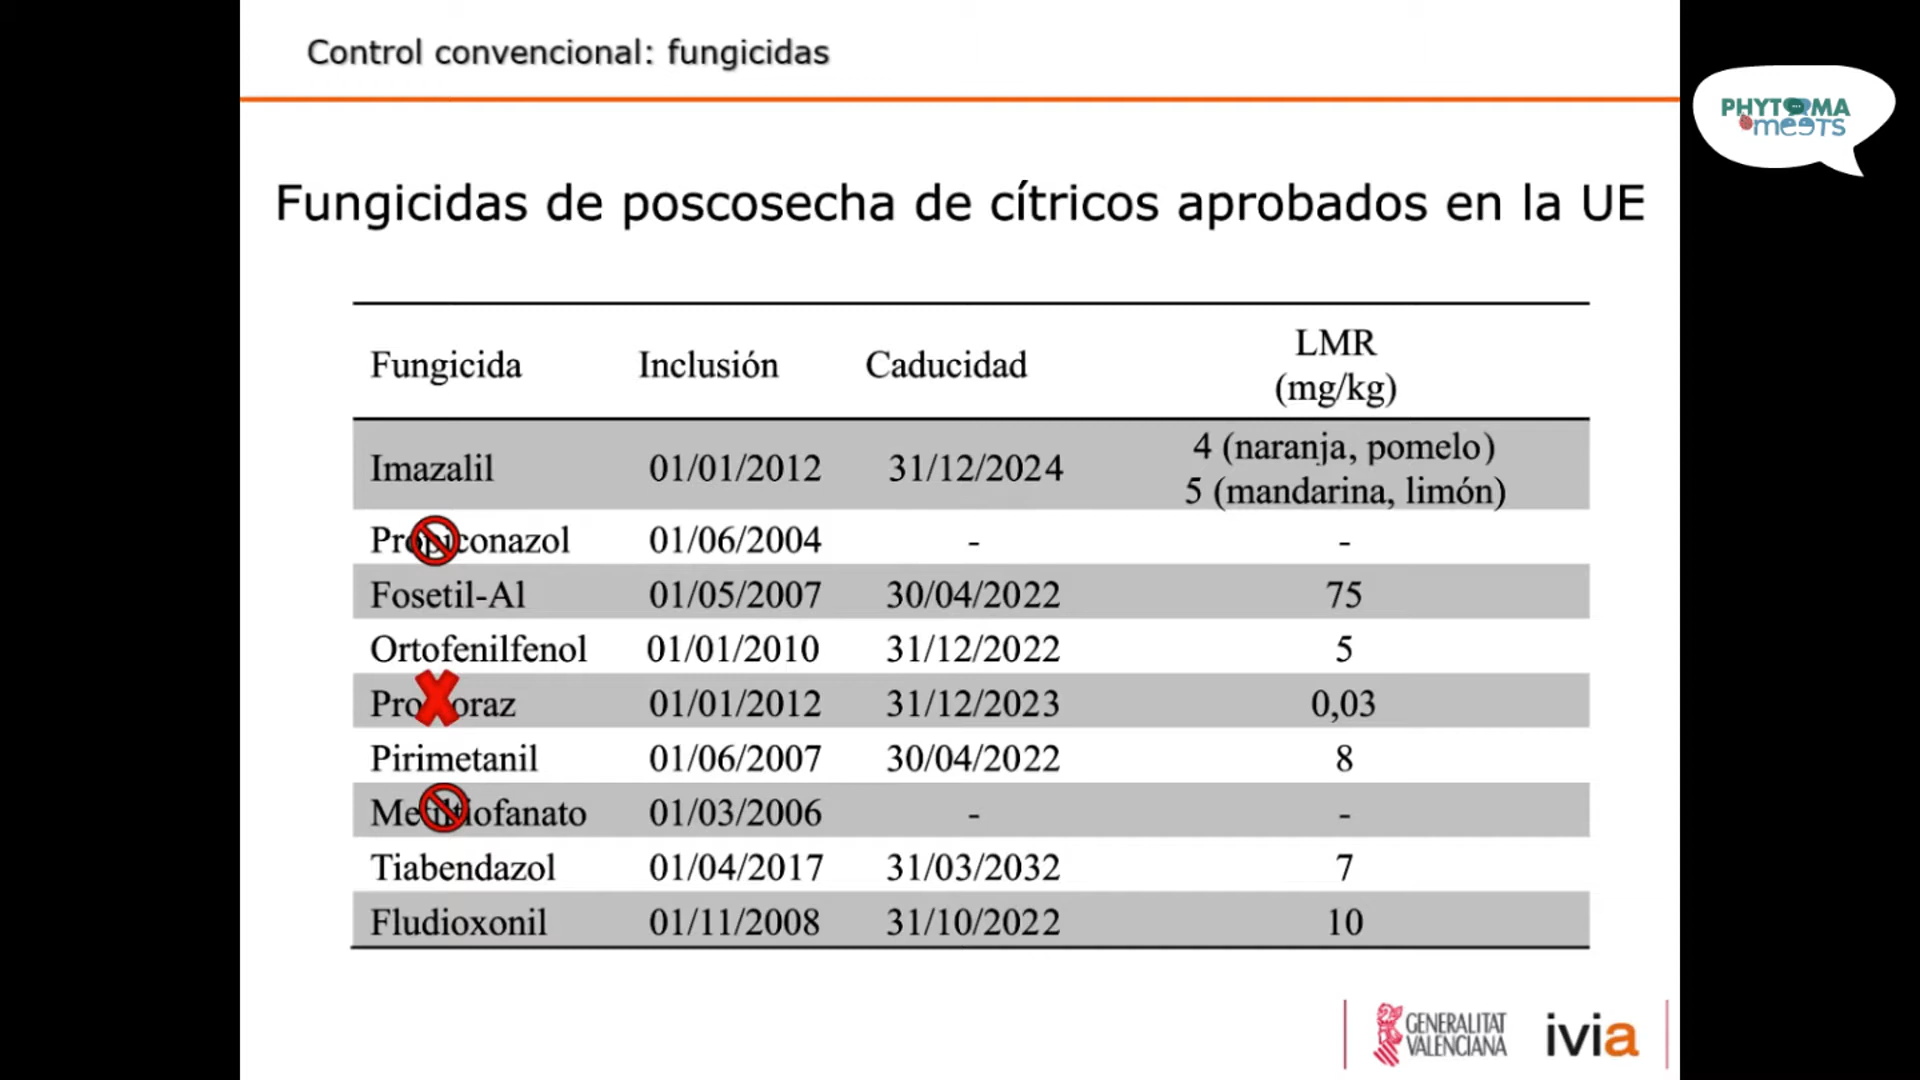 Control convencional: fungicidas
PHYTOMA
meeTS
Fungicidas de poscosecha de cítricos aprobados en la UE
Fungicida Inclusión Caducidad LMR (mg/kg)
Imazalil 01/01/2012 31/12/2024 4 (naranja, pomelo) 5 (mandarina, limón)
Propiconazol 01/06/2004 - -
Fosetil-Al 01/05/2007 30/04/2022 75
Ortofenilfenol 01/01/2010 31/12/2022 5
Procloraz 01/01/2012 31/12/2023 0,03
Pirimetanil 01/06/2007 30/04/2022 8
Metiltiofanato 01/03/2006 - -
Tiabendazol 01/04/2017 31/03/2032 7
Fludioxonil 01/11/2008 31/10/2022 10
GENERALITAT
VALENCIANA
ivia